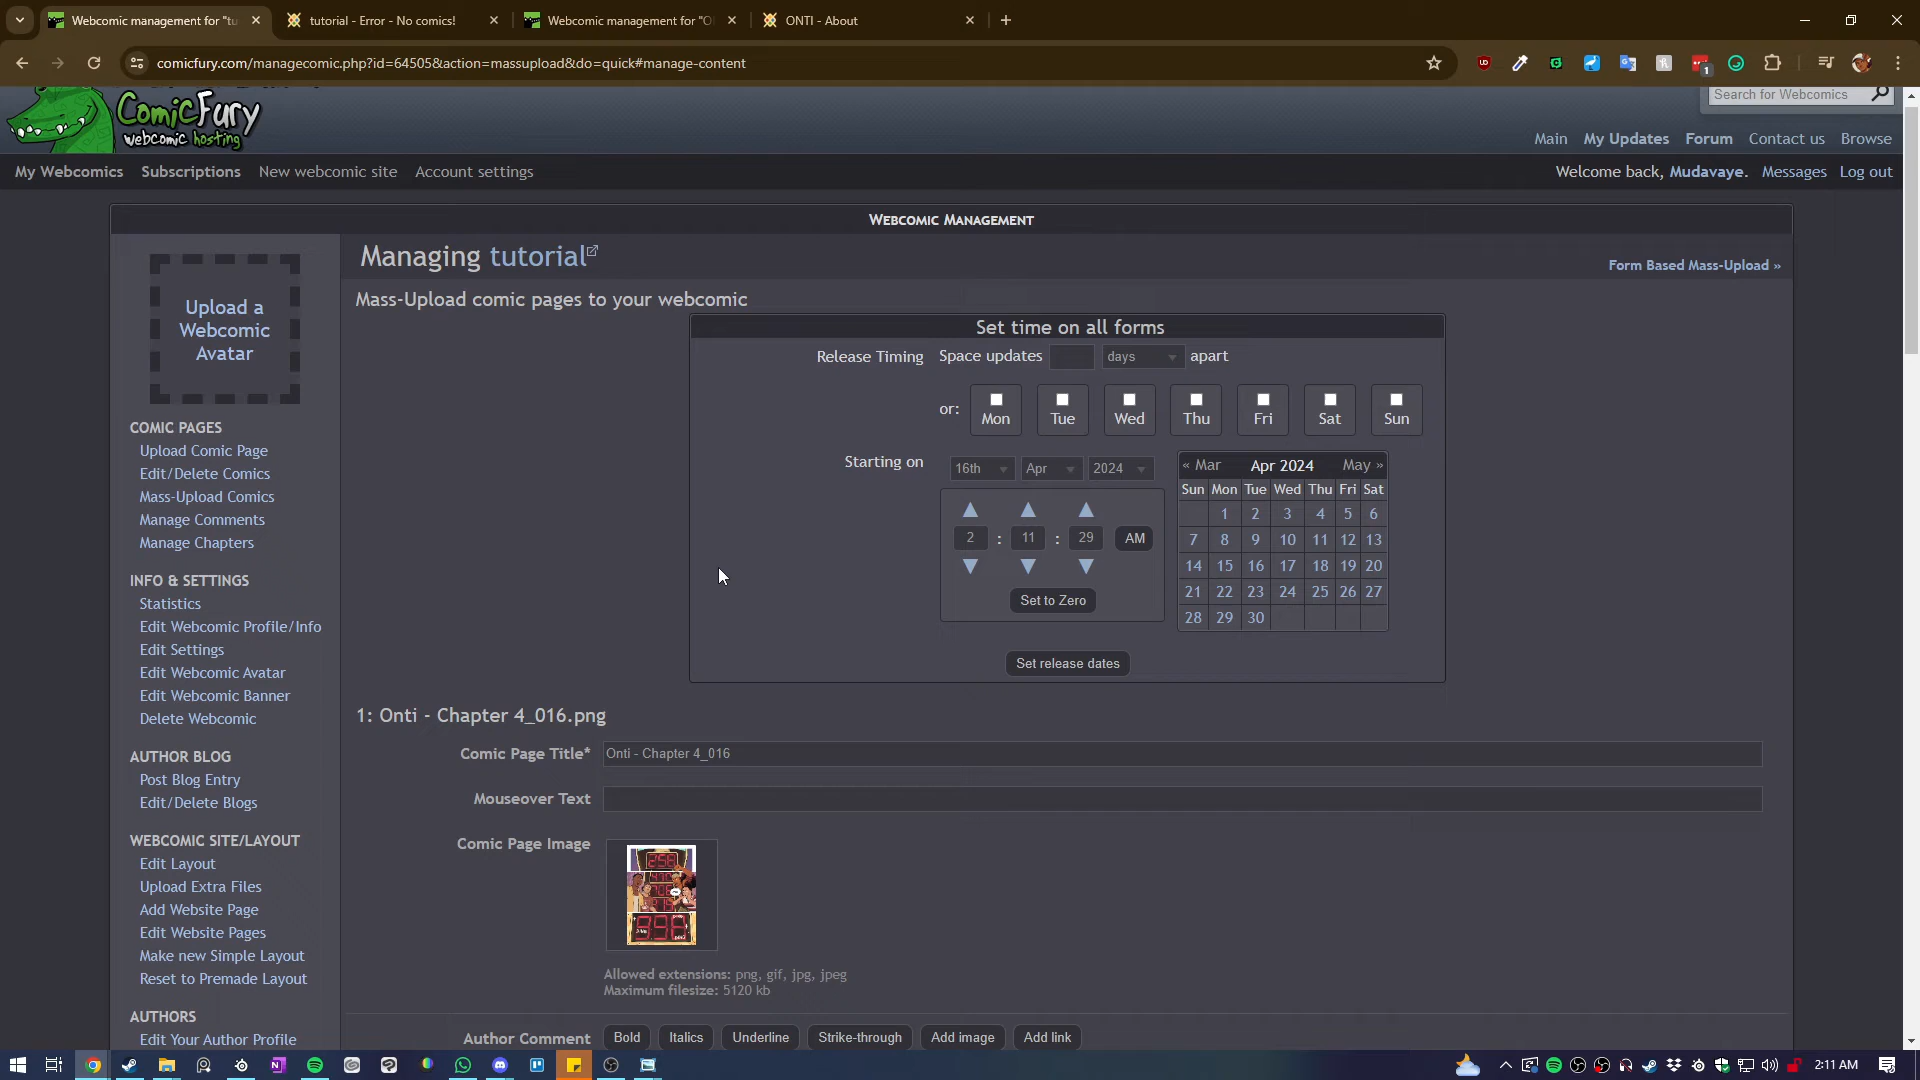 Webcomic management for "tu
tutorial - Error - No comics!
Webcomic management for "O
ONTI - About
comicfury.com/managecomic.php?id=64505&action=massupload&do=quick#manage-content
1
ComicFury
webcomic hosting
Search for Webcomics
Main My Updates Forum Contact us Browse
My Webcomics Subscriptions New webcomic site Account settings
Welcome back, Mudavaye. Messages Log out
Webcomic Management
Upload a
Webcomic
Avatar
COMIC PAGES
Upload Comic Page
Edit/Delete Comics
Mass-Upload Comics
Manage Comments
Manage Chapters
INFO & SETTINGS
Statistics
Edit Webcomic Profile/Info
Edit Settings
Edit Webcomic Avatar
Edit Webcomic Banner
Delete Webcomic
AUTHOR BLOG
Post Blog Entry
Edit/Delete Blogs
WEBCOMIC SITE/LAYOUT
Edit Layout
Upload Extra Files
Add Website Page
Edit Website Pages
Make new Simple Layout
Reset to Premade Layout
AUTHORS
Edit Your Author Profile
Managing tutorial
Form Based Mass-Upload »
Mass-Upload comic pages to your webcomic
Set time on all forms
Release Timing Space updates days apart
or: Mon Tue Wed Thu Fri Sat Sun
Starting on 16th Apr 2024
2 : 11 : 29 AM
Set to Zero
« Mar Apr 2024 May »
Sun Mon Tue Wed Thu Fri Sat
1 2 3 4 5 6
7 8 9 10 11 12 13
14 15 16 17 18 19 20
21 22 23 24 25 26 27
28 29 30
Set release dates
1: Onti - Chapter 4_016.png
Comic Page Title* Onti - Chapter 4_016
Mouseover Text
Comic Page Image
Allowed extensions: png, gif, jpg, jpeg
Maximum filesize: 5120 kb
Author Comment Bold Italics Underline Strike-through Add image Add link
2:11 AM